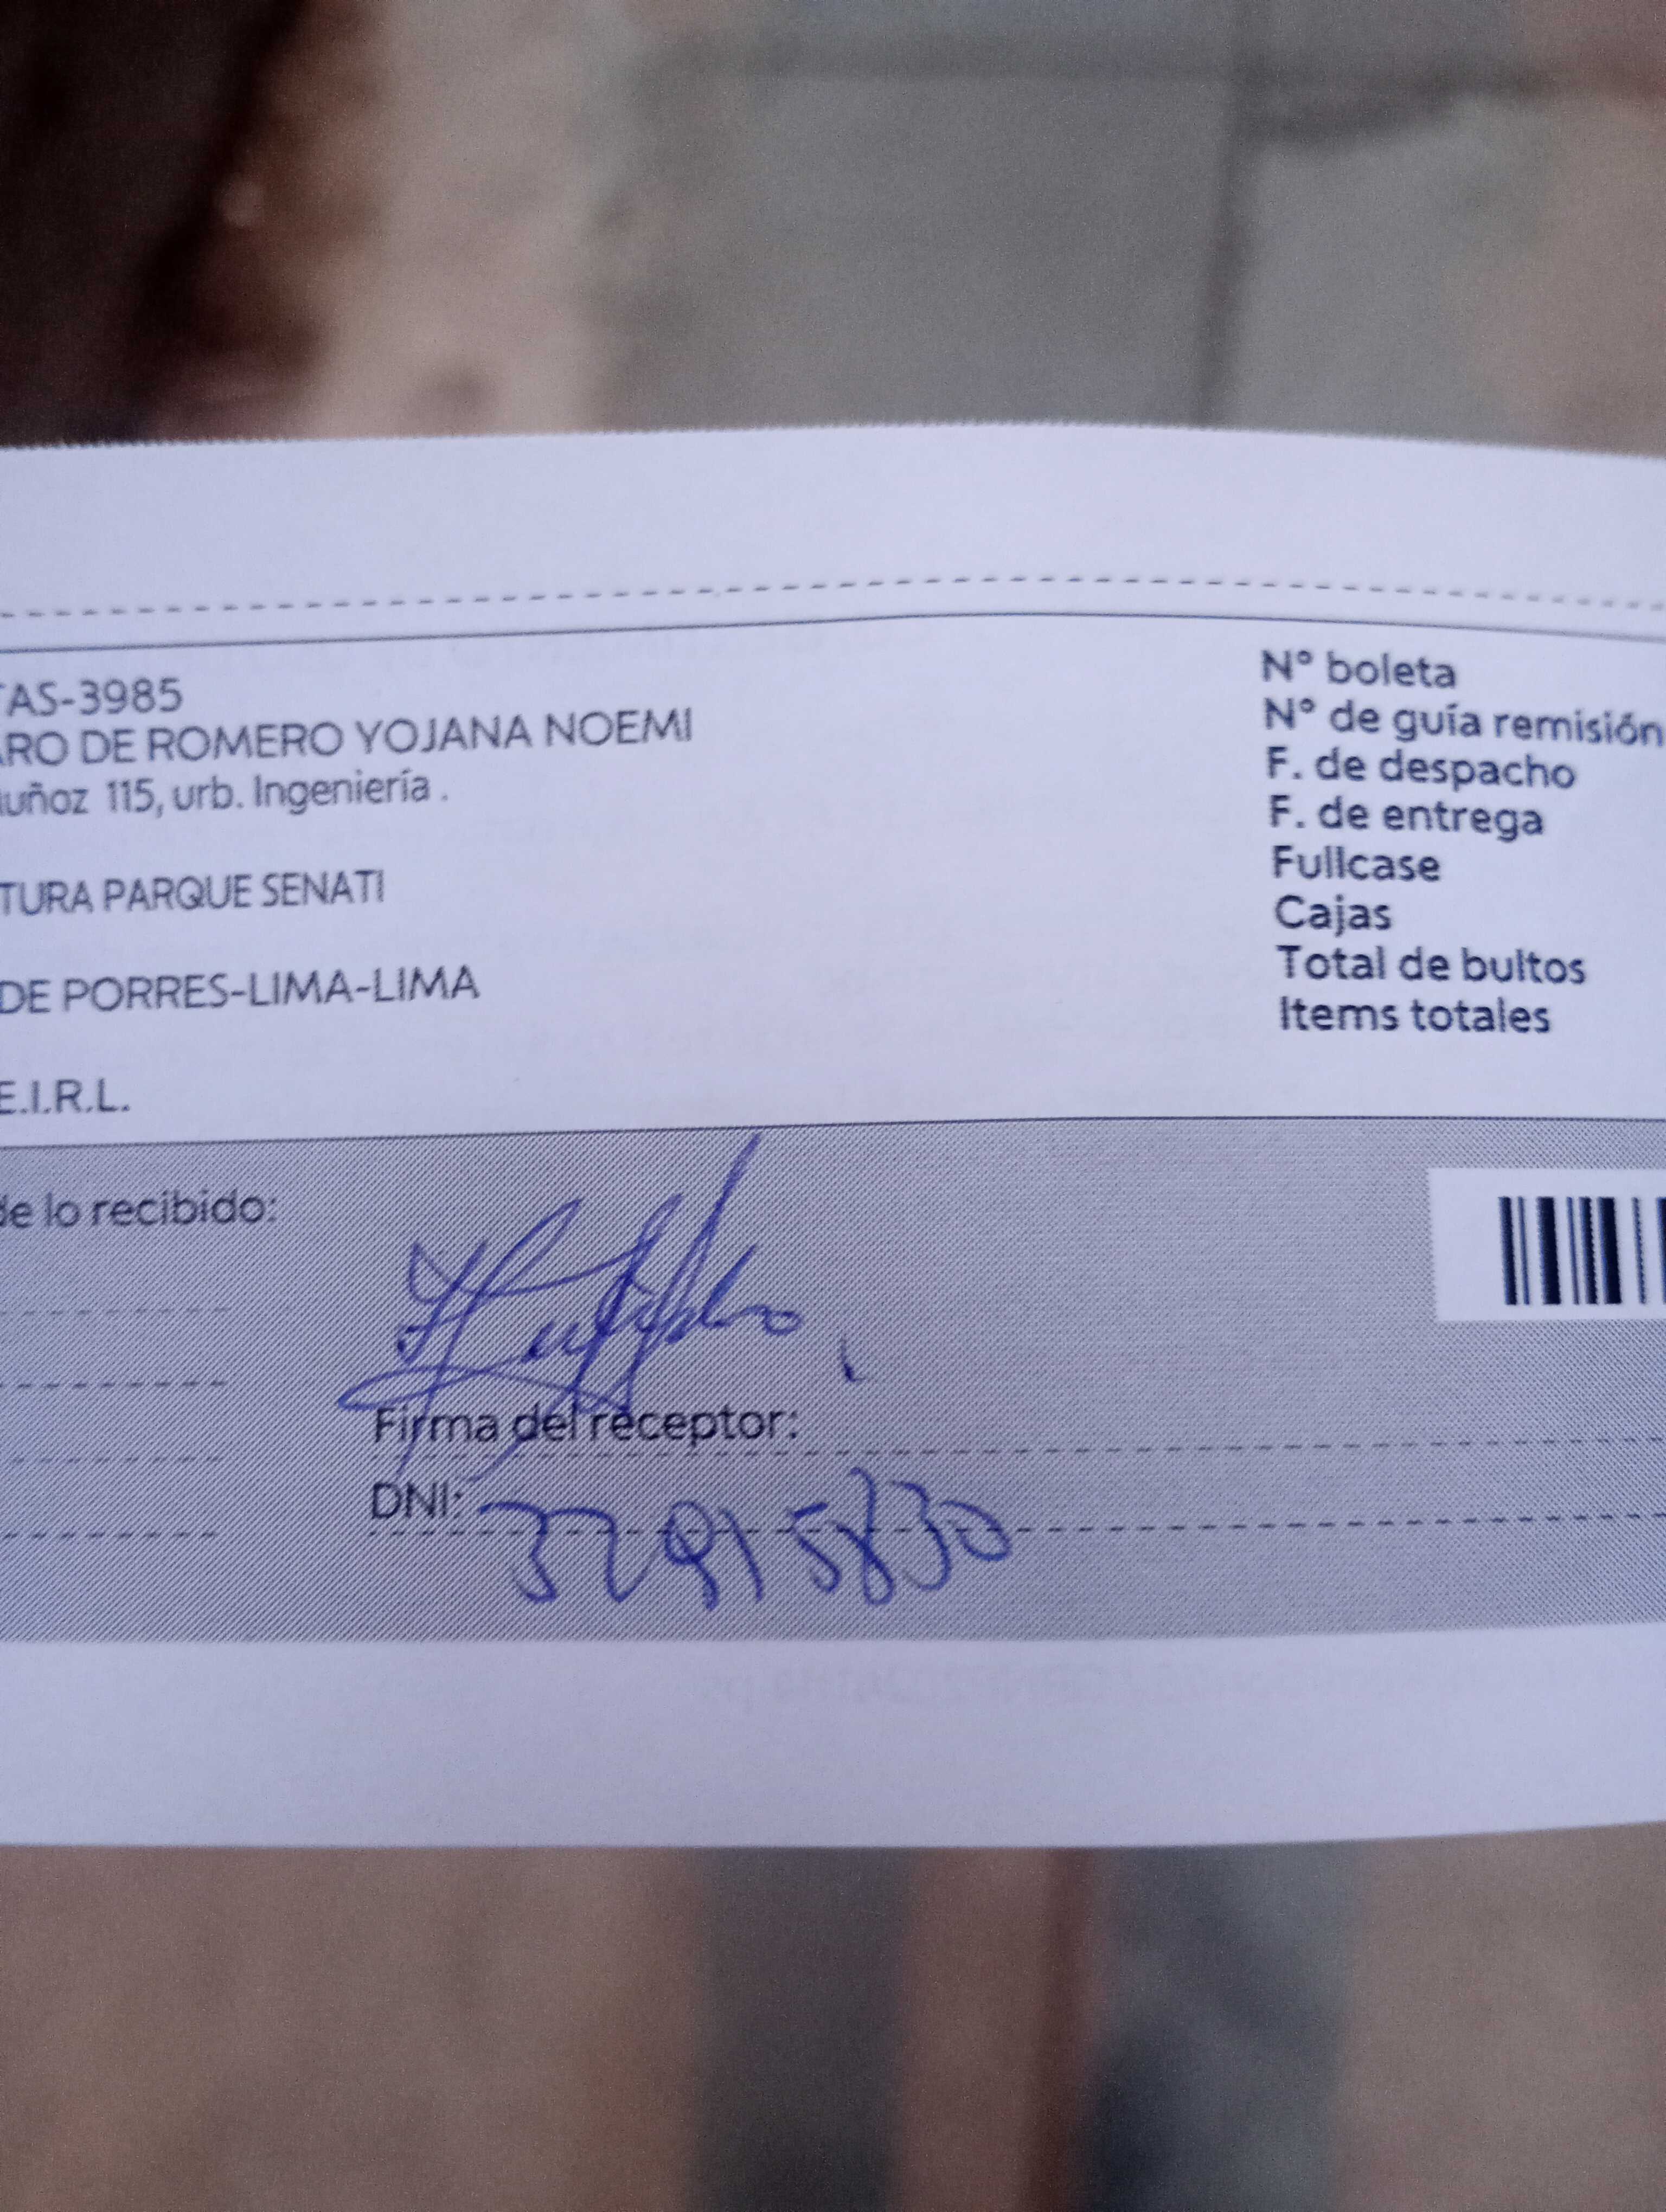 TAS-3985
ARO DE ROMERO YOJANA NOEMI
uñoz 115, urb. Ingeniería .
TURA PARQUE SENATI
DE PORRES-LIMA-LIMA
E.I.R.L.
N° boleta
N° de guía remisión
F. de despacho
F. de entrega
Fullcase
Cajas
Total de bultos
Items totales
de lo recibido:
Firma del receptor:
DNI: 32915830